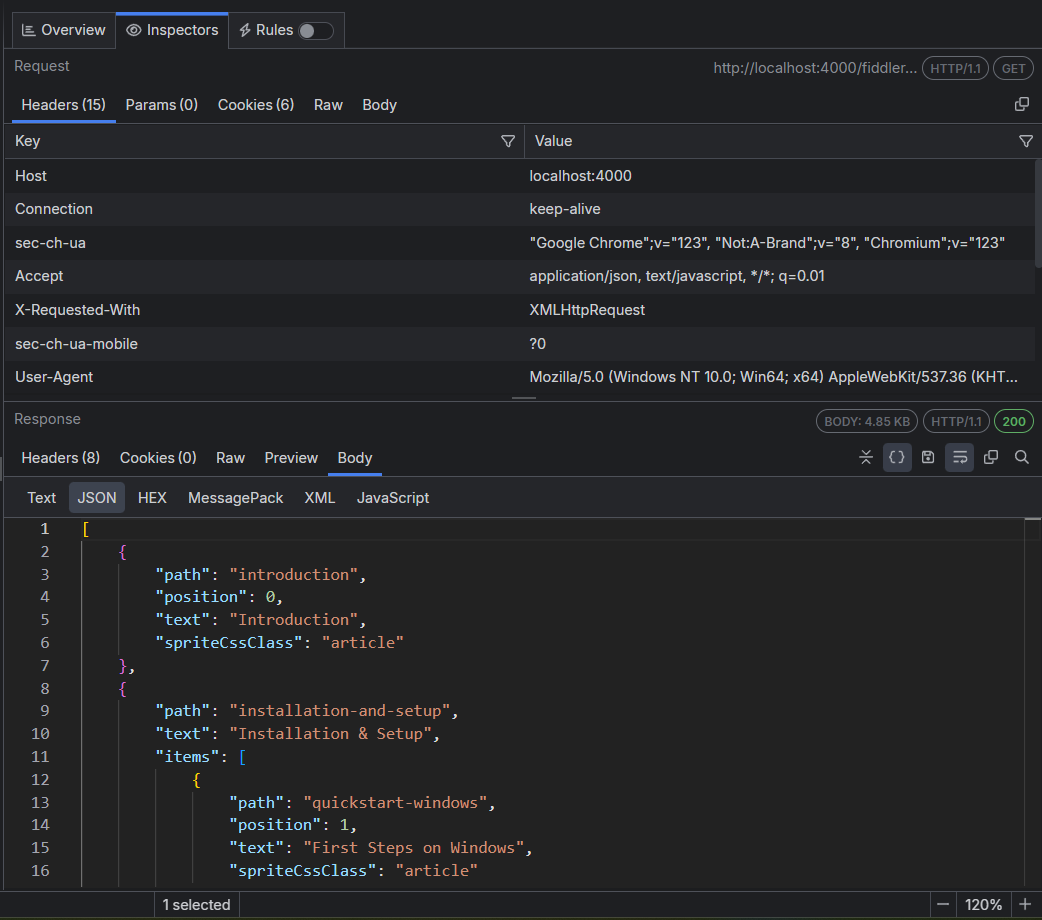 Overview Inspectors Rules
Request http://localhost:4000/fiddler... HTTP/1.1 GET
Headers (15) Params (0) Cookies (6) Raw Body
Key Value
Host localhost:4000
Connection keep-alive
sec-ch-ua "Google Chrome";v="123", "Not:A-Brand";v="8", "Chromium";v="123"
Accept application/json, text/javascript, */*; q=0.01
X-Requested-With XMLHttpRequest
sec-ch-ua-mobile ?0
User-Agent Mozilla/5.0 (Windows NT 10.0; Win64; x64) AppleWebKit/537.36 (KHT...
Response BODY: 4.85 KB HTTP/1.1 200
Headers (8) Cookies (0) Raw Preview Body
Text JSON HEX MessagePack XML JavaScript
1 [
2 {
3 "path": "introduction",
4 "position": 0,
5 "text": "Introduction",
6 "spriteCssClass": "article"
7 },
8 {
9 "path": "installation-and-setup",
10 "text": "Installation & Setup",
11 "items": [
12 {
13 "path": "quickstart-windows",
14 "position": 1,
15 "text": "First Steps on Windows",
16 "spriteCssClass": "article"
1 selected 120%